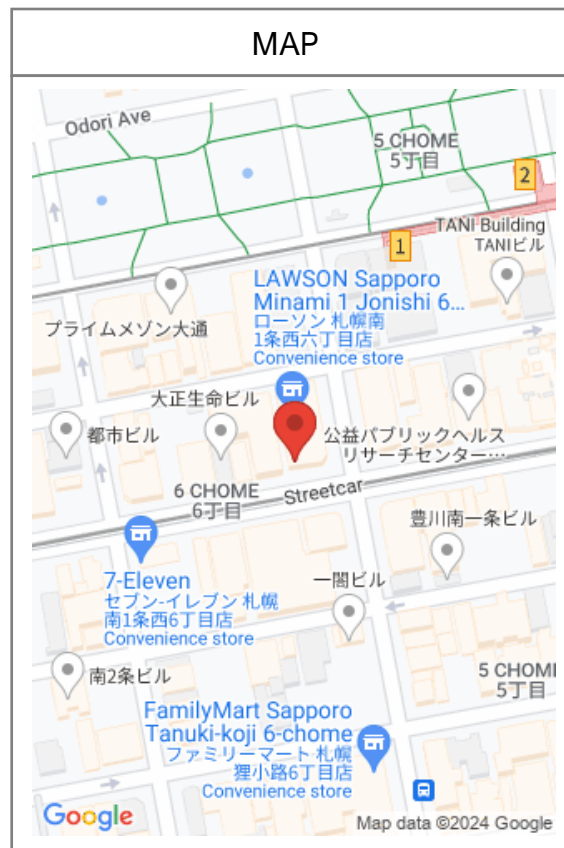 MAP
Odori Ave
5 CHOME
5丁目
2
1
TANI Building
TANIビル
LAWSON Sapporo
Minami 1 Jonishi 6...
ローソン 札幌南
1条西六丁目店
Convenience store
プライムメゾン大通
大正生命ビル
都市ビル
公益パブリックヘルス
リサーチセンター…
6 CHOME
6丁目
Streetcar
豊川南一条ビル
7-Eleven
セブン-イレブン 札幌
南1条西6丁目店
Convenience store
一閤ビル
南2条ビル
5 CHOM
5丁目
FamilyMart Sapporo
Tanuki-koji 6-chome
ファミリーマート 札幌
狸小路6丁目店
Convenience store
Google
Map data ©2024 Google